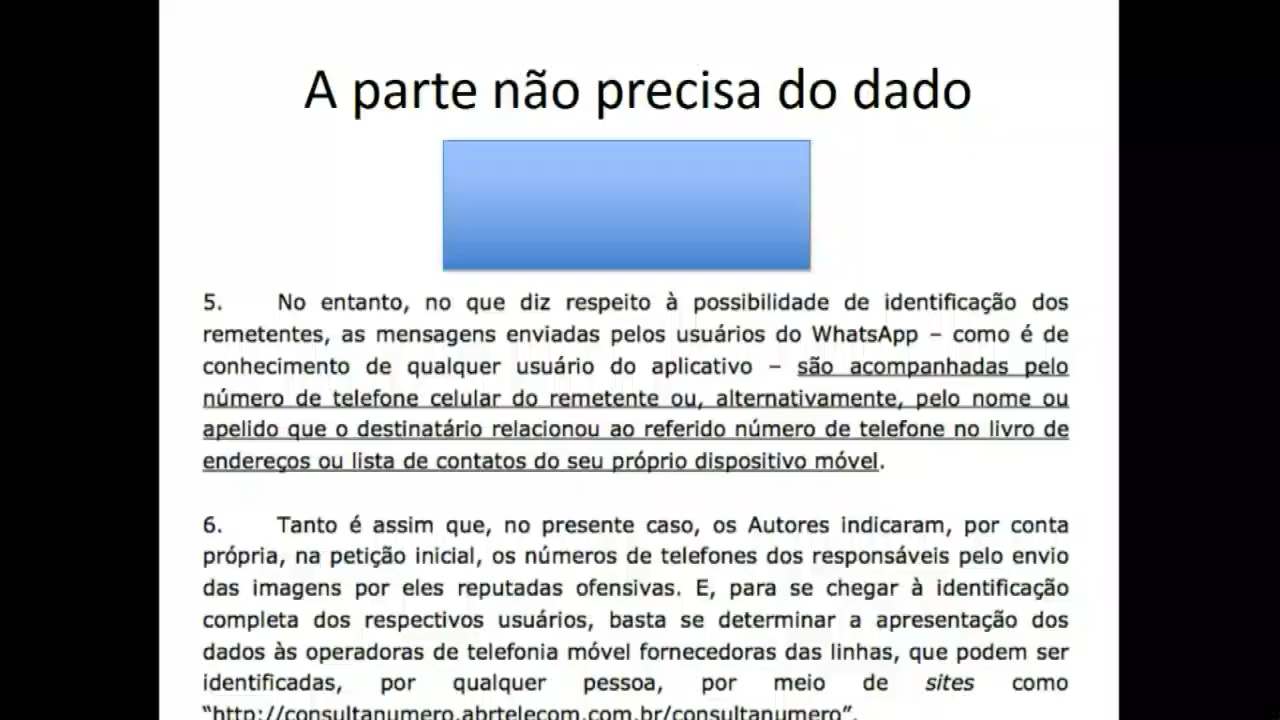 A parte não precisa do dado
5. No entanto, no que diz respeito à possibilidade de identificação dos
remetentes, as mensagens enviadas pelos usuários do WhatsApp – como é de
conhecimento de qualquer usuário do aplicativo – são acompanhadas pelo
número de telefone celular do remetente ou, alternativamente, pelo nome ou
apelido que o destinatário relacionou ao referido número de telefone no livro de
endereços ou lista de contatos do seu próprio dispositivo móvel.
6. Tanto é assim que, no presente caso, os Autores indicaram, por conta
própria, na petição inicial, os números de telefones dos responsáveis pelo envio
das imagens por eles reputadas ofensivas. E, para se chegar à identificação
completa dos respectivos usuários, basta se determinar a apresentação dos
dados às operadoras de telefonia móvel fornecedoras das linhas, que podem ser
identificadas, por qualquer pessoa, por meio de sites como
“http://consultanumero.abrtelecom.com.br/consultanumero”.